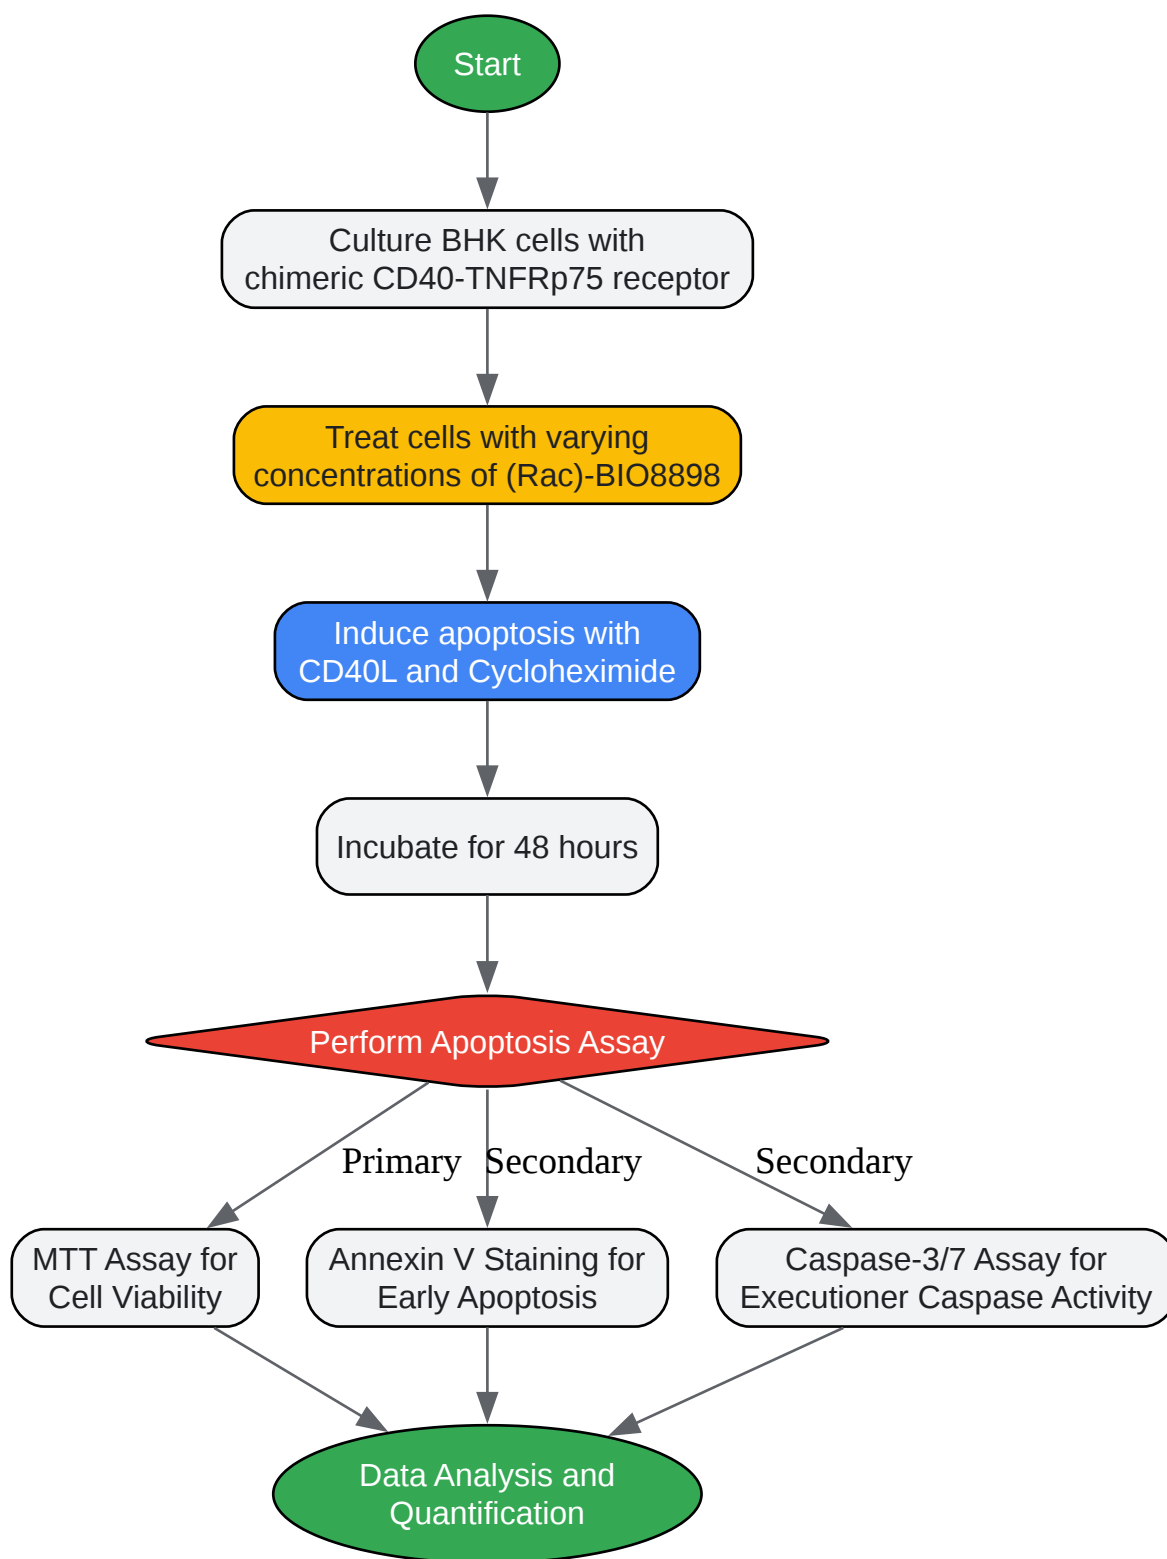 Start
Culture BHK cells with
chimeric CD40-TNFRp75 receptor
Treat cells with varying
concentrations of (Rac)-BIO8898
Induce apoptosis with
CD40L and Cycloheximide
Incubate for 48 hours
Perform Apoptosis Assay
Primary
Secondary
Secondary
MTT Assay for
Cell Viability
Annexin V Staining for
Early Apoptosis
Caspase-3/7 Assay for
Executioner Caspase Activity
Data Analysis and
Quantification